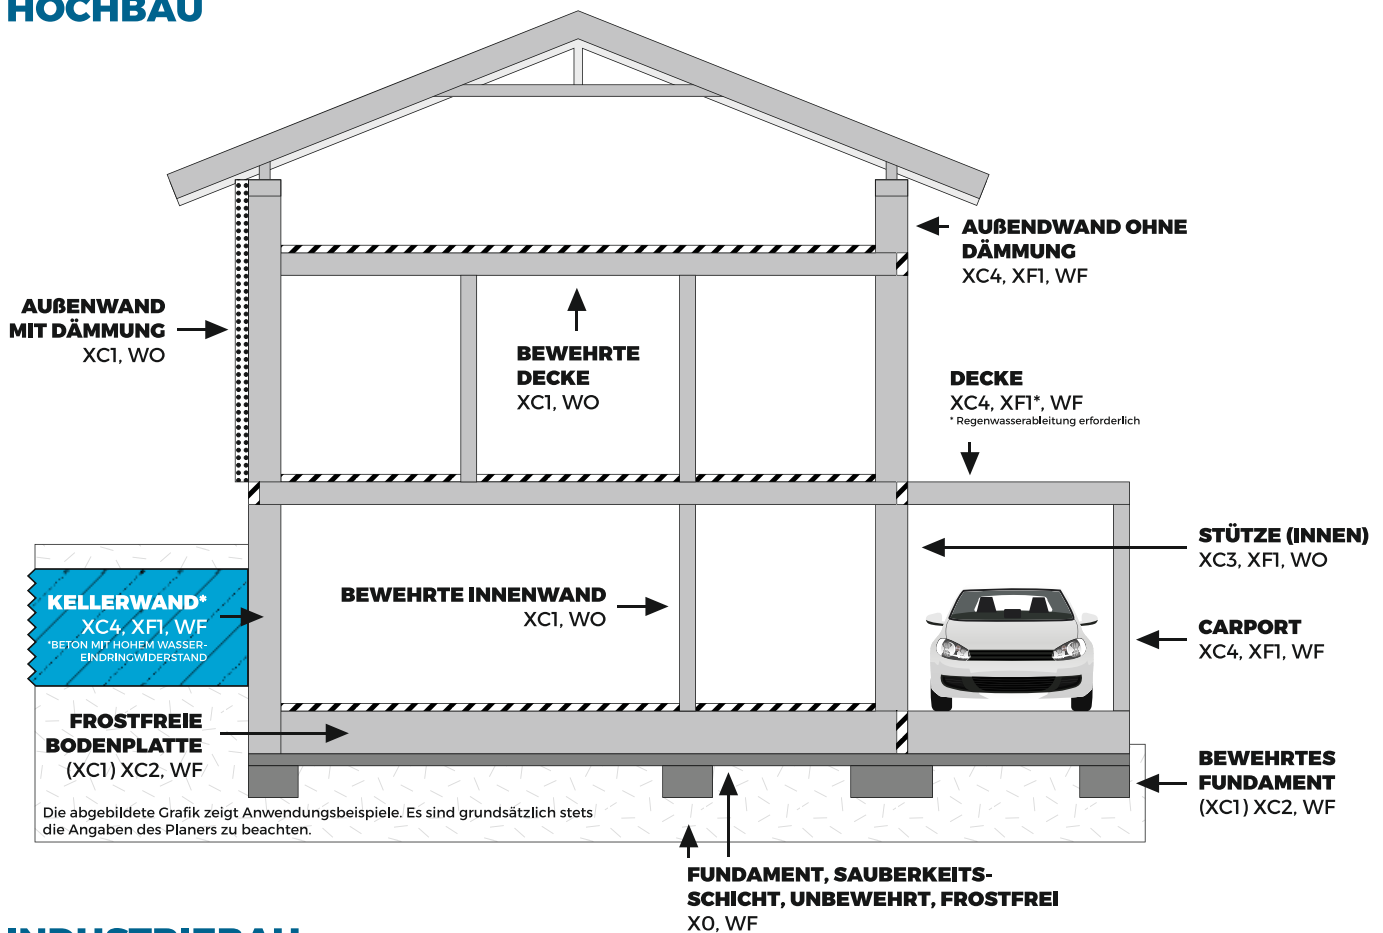 HOCHBAU
AUßENDWAND OHNE
DÄMMUNG
XC4, XF1, WF
AUßENWAND
MIT DÄMMUNG
XC1, WO
BEWEHRTE
DECKE
XC1, WO
DECKE
XC4, XF1*, WF
* Regenwasserableitung erforderlich
STÜTZE (INNEN)
XC3, XF1, WO
KELLERWAND*
XC4, XF1, WF
*BETON MIT HOHEM WASSER-
EINDRINGWIDERSTAND
BEWEHRTE INNENWAND
XC1, WO
CARPORT
XC4, XF1, WF
FROSTFREIE
BODENPLATTE
(XC1) XC2, WF
BEWEHRTES
FUNDAMENT
(XC1) XC2, WF
Die abgebildete Grafik zeigt Anwendungsbeispiele. Es sind grundsätzlich stets
die Angaben des Planers zu beachten.
FUNDAMENT, SAUBERKEITS-
SCHICHT, UNBEWEHRT, FROSTFREI
X0, WF
INDUSTRIEBAU